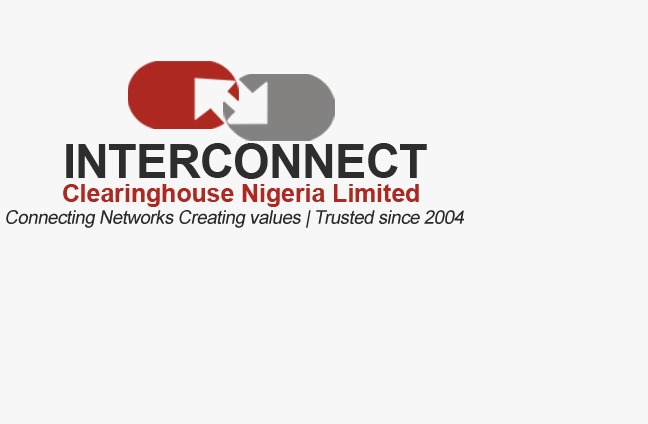 INTERCONNECT
Clearinghouse Nigeria Limited
Connecting Networks Creating values | Trusted since 2004